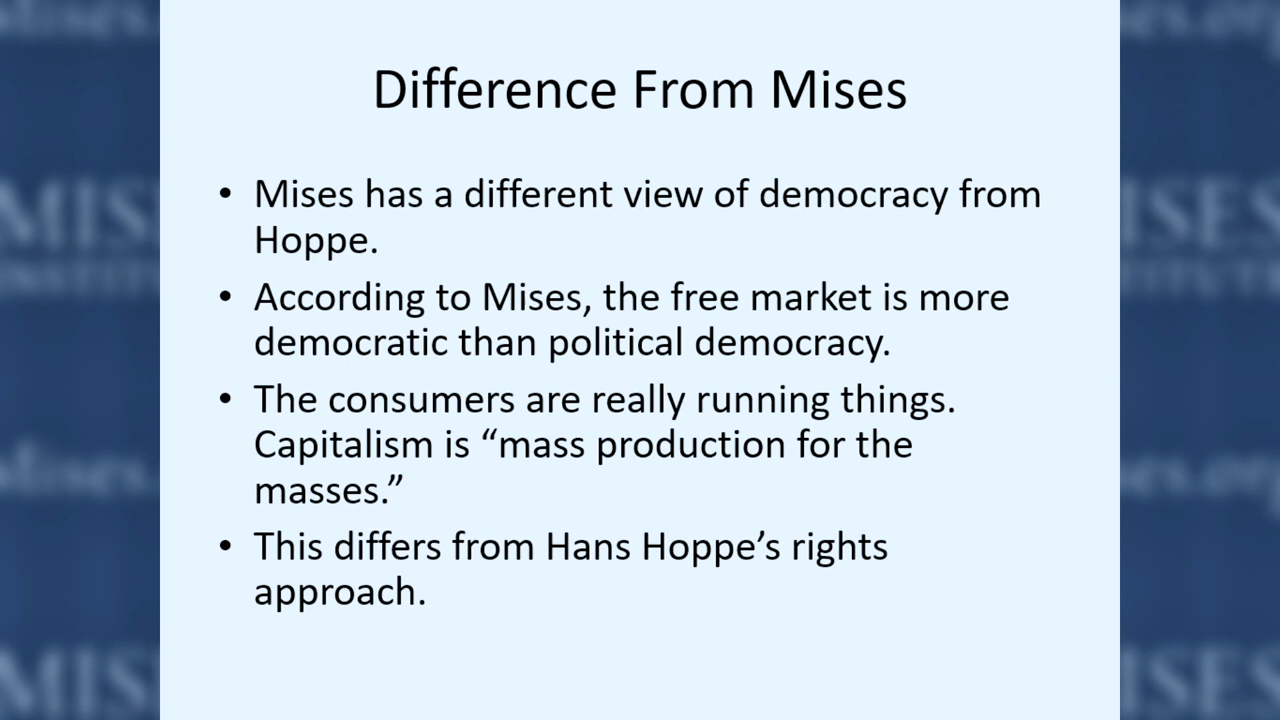 Difference From Mises
• Mises has a different view of democracy from
Hoppe.
• According to Mises, the free market is more
democratic than political democracy.
• The consumers are really running things.
Capitalism is “mass production for the
masses.”
• This differs from Hans Hoppe’s rights
approach.